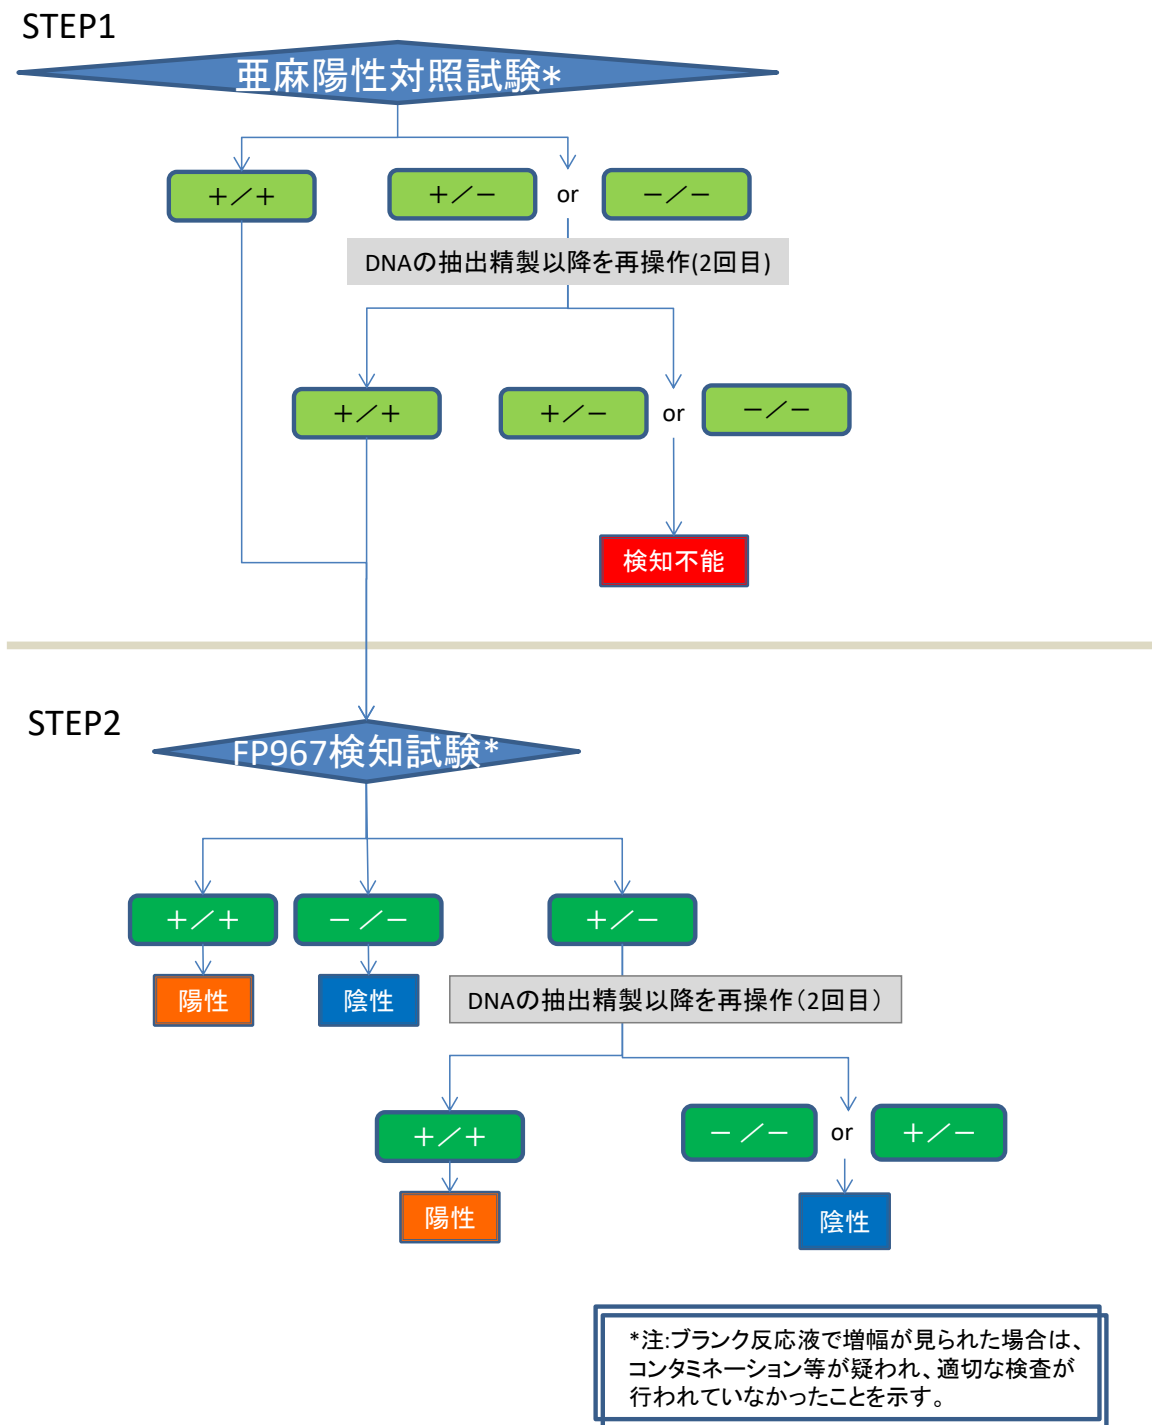 STEP1
亜麻陽性対照試験*
+/+
+/-
or
-/-
DNAの抽出精製以降を再操作(2回目)
+/+
+/-
or
-/-
検知不能
STEP2
FP967検知試験*
+/+
-/-
+/-
陽性
陰性
DNAの抽出精製以降を再操作(2回目)
+/+
-/-
or
+/-
陽性
陰性
*注:ブランク反応液で増幅が見られた場合は、
コンタミネーション等が疑われ、適切な検査が
行われていなかったことを示す。